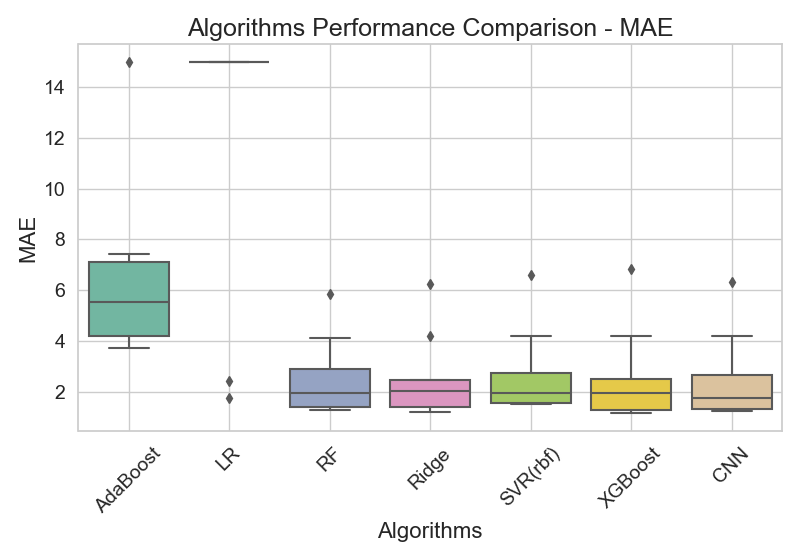 Algorithms Performance Comparison - MAE
MAE
14
12
10
8
6
4
2
AdaBoost
LR
RF
Ridge
SVR(rbf)
XGBoost
CNN
Algorithms